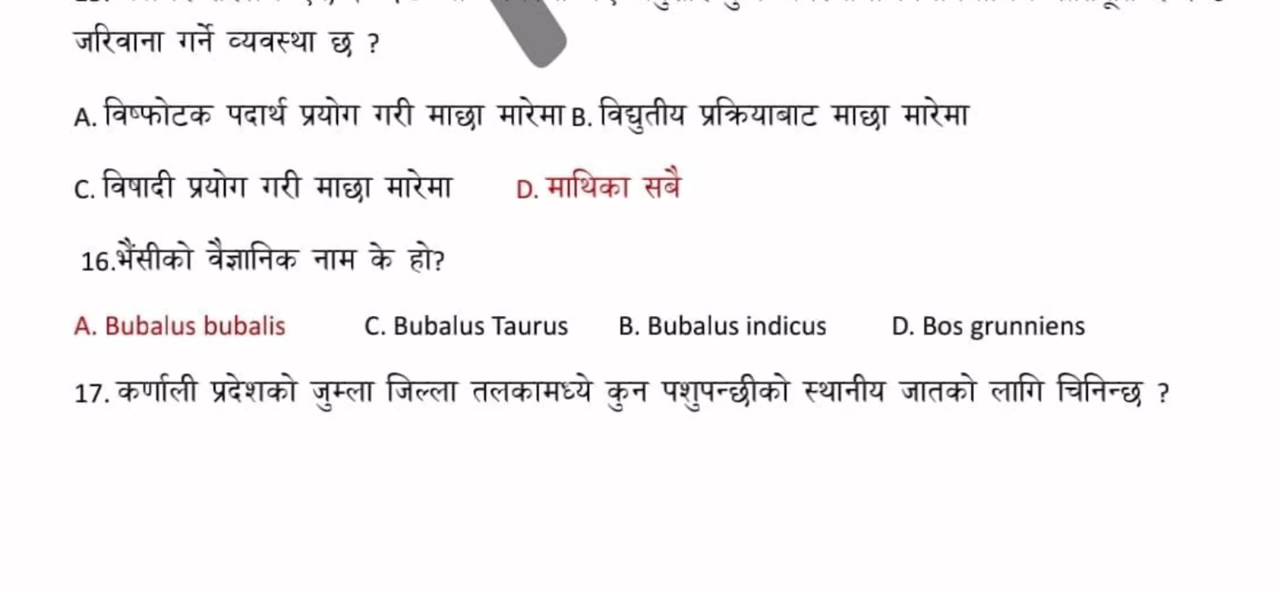 जरिवाना गर्ने व्यवस्था छ ?
A. विष्फोटक पदार्थ प्रयोग गरी माछा मारेमा B. विद्युतीय प्रक्रियाबाट माछा मारेमा
C. विषादी प्रयोग गरी माछा मारेमा D. माथिका सबै
16.भैंसीको वैज्ञानिक नाम के हो?
A. Bubalus bubalis C. Bubalus Taurus B. Bubalus indicus D. Bos grunniens
17. कर्णाली प्रदेशको जुम्ला जिल्ला तलकामध्ये कुन पशुपन्छीको स्थानीय जातको लागि चिनिन्छ ?